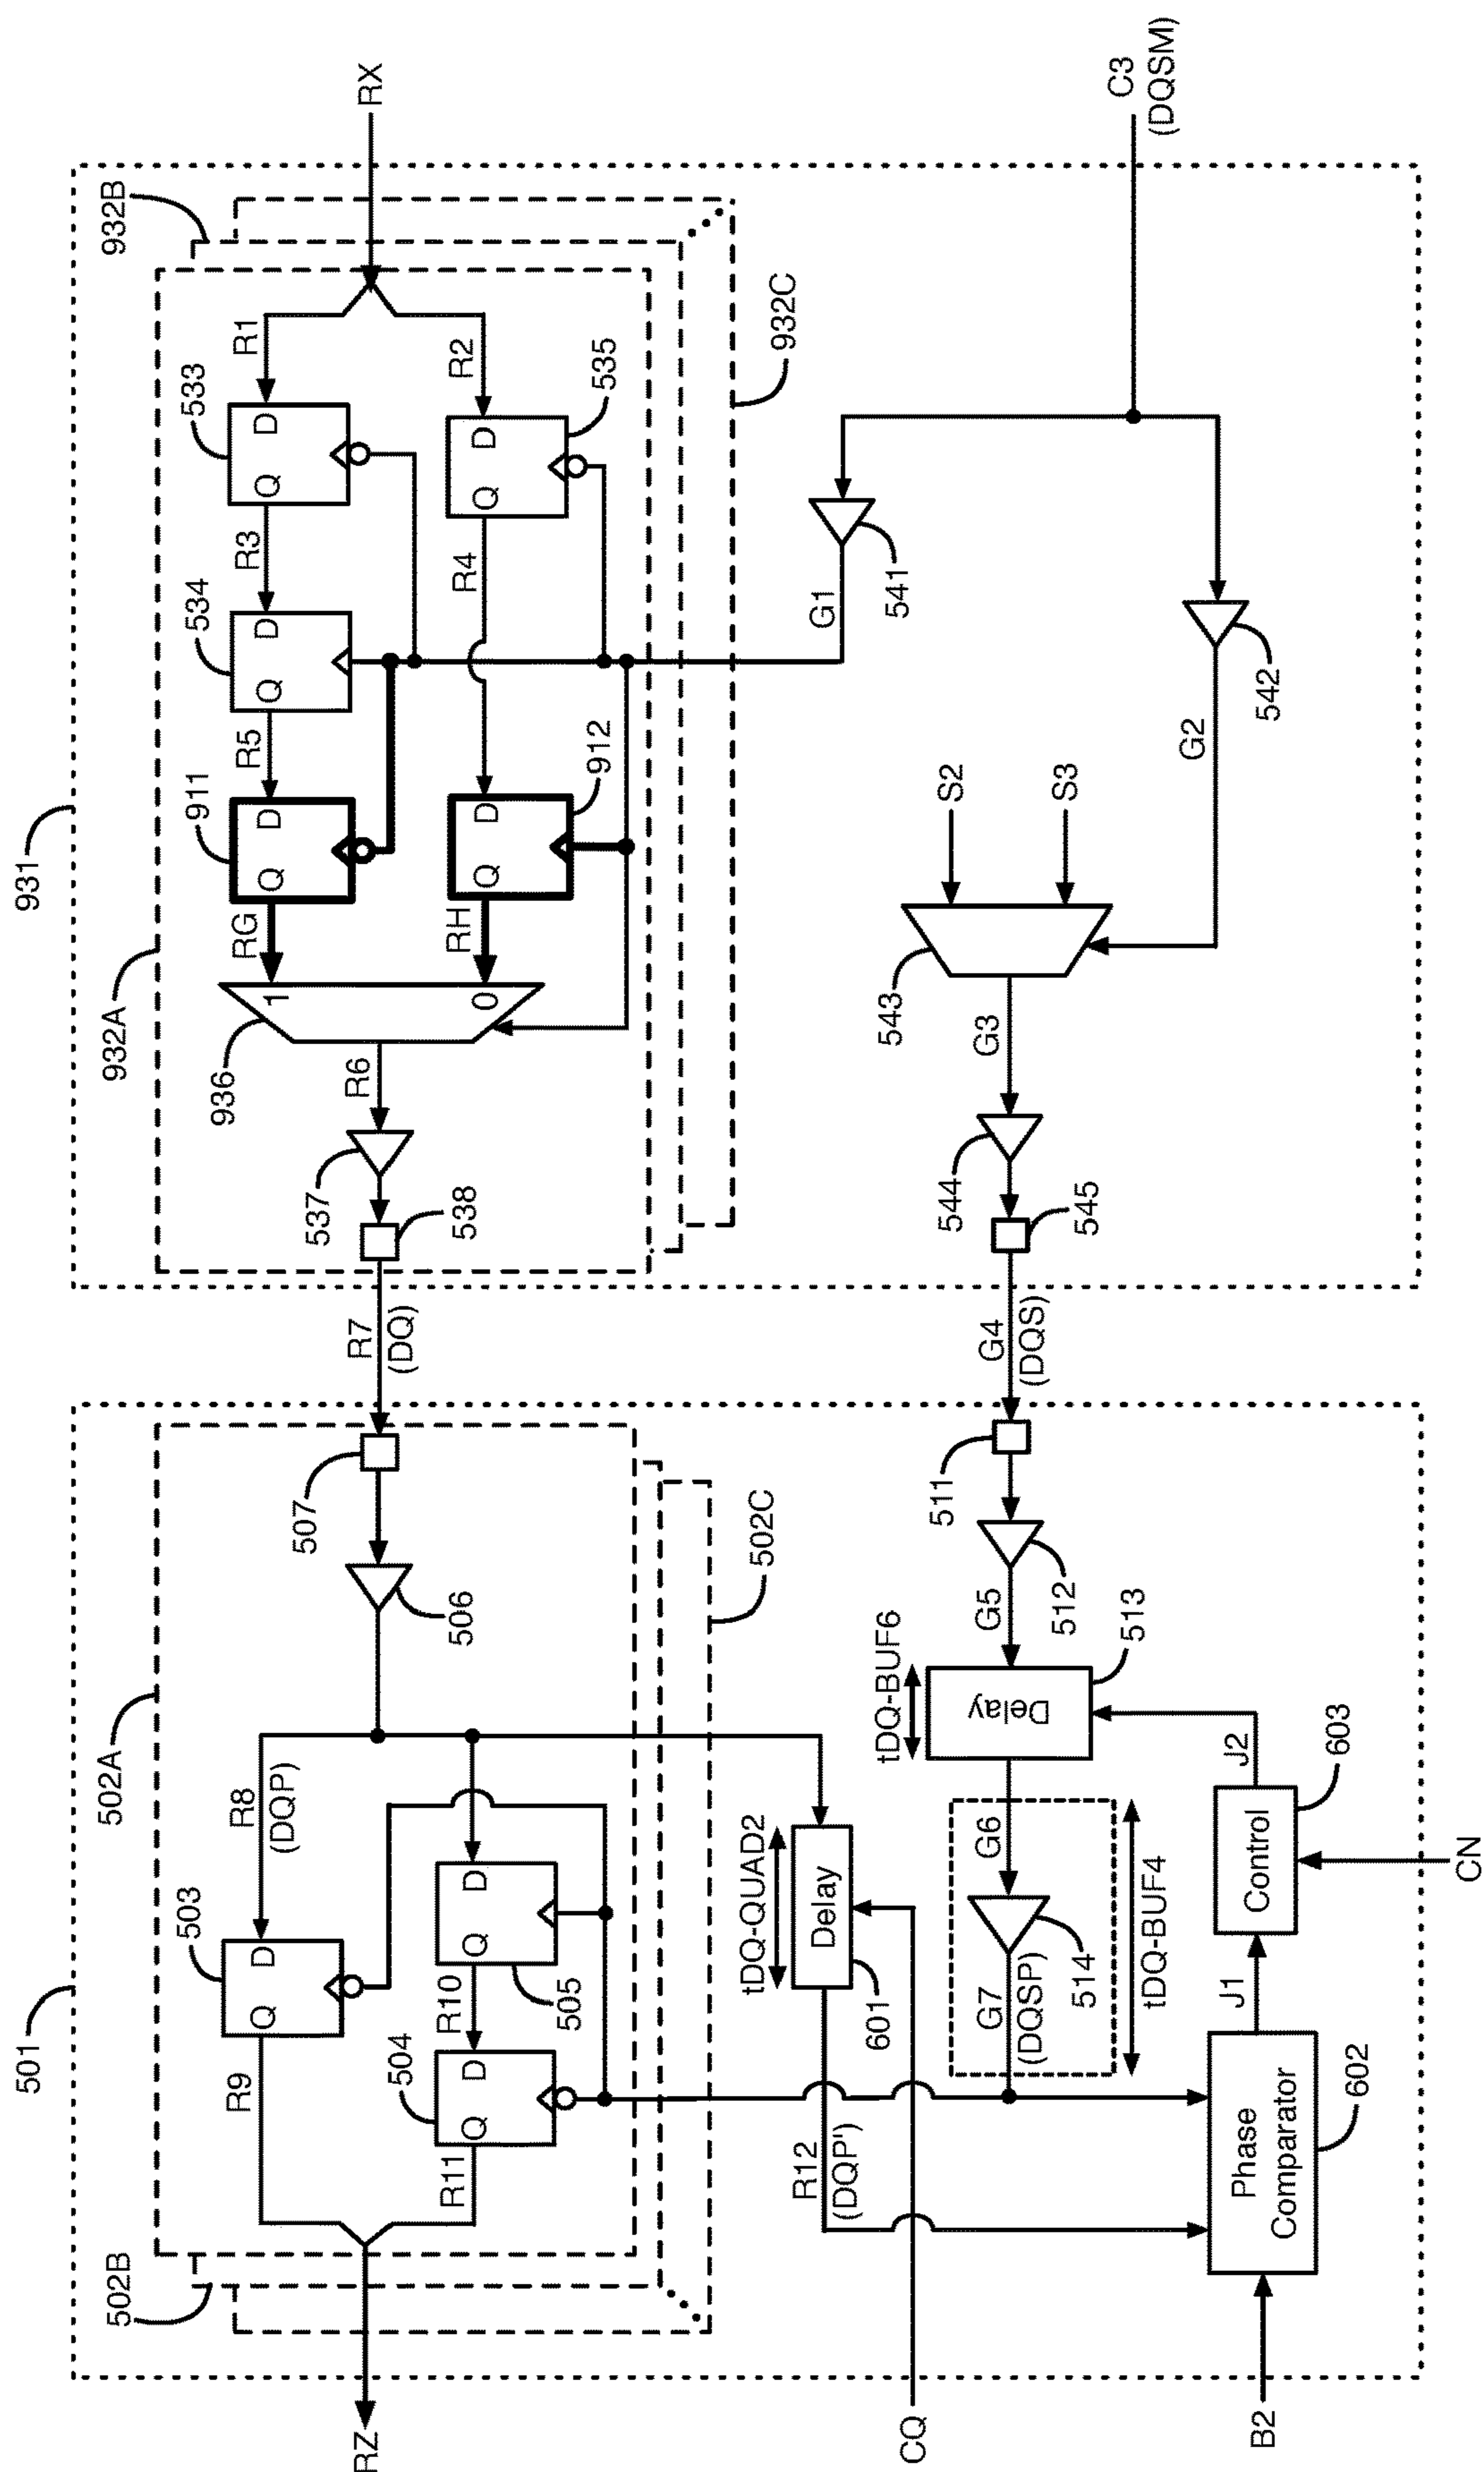 931
932A
932B
932C
RX
R1
R2
533
D
Q
535
D
Q
R3
R4
534
D
Q
R5
911
D
Q
912
D
Q
RG
RH
1
0
936
R6
537
538
C3
(DQSM)
541
G1
542
G2
S2
S3
543
G3
544
545
R7
(DQ)
G4
(DQS)
501
502A
502B
502C
507
506
R8
(DQP)
503
D
Q
505
D
Q
R10
504
D
Q
R9
R11
RZ
511
512
G5
tDQ-BUF6
Delay
513
tDQ-QUAD2
Delay
601
G6
514
G7
(DQSP)
tDQ-BUF4
R12
(DQP')
J2
Control
603
CN
J1
Phase
Comparator
602
CQ
B2